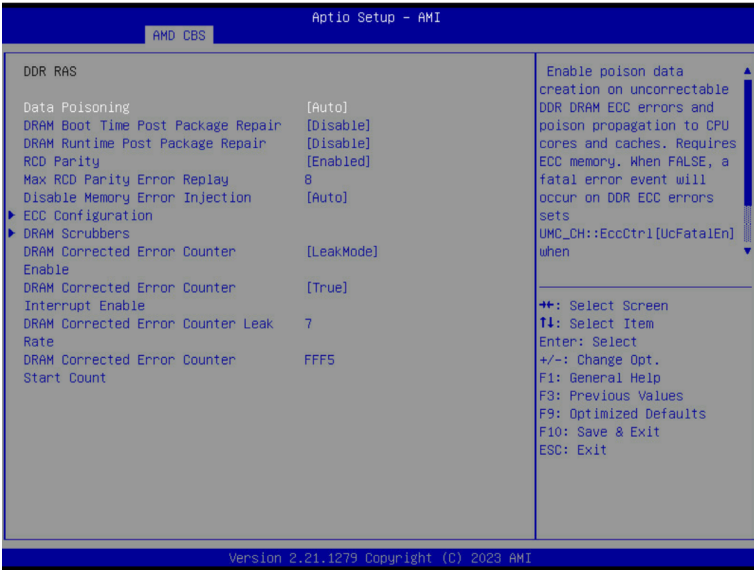 Aptio Setup – AMI
AMD CBS
DDR RAS
Data Poisoning [Auto]
DRAM Boot Time Post Package Repair [Disable]
DRAM Runtime Post Package Repair [Disable]
RCD Parity [Enabled]
Max RCD Parity Error Replay 8
Disable Memory Error Injection [Auto]
ECC Configuration
DRAM Scrubbers
DRAM Corrected Error Counter [LeakMode]
Enable
DRAM Corrected Error Counter [True]
Interrupt Enable
DRAM Corrected Error Counter Leak 7
Rate
DRAM Corrected Error Counter FFF5
Start Count
Enable poison data
creation on uncorrectable
DDR DRAM ECC errors and
poison propagation to CPU
cores and caches. Requires
ECC memory. When FALSE, a
fatal error event will
occur on DDR ECC errors
sets
UMC_CH::EccCtrl[UcFatalEn]
when
→←: Select Screen
↑↓: Select Item
Enter: Select
+/-: Change Opt.
F1: General Help
F3: Previous Values
F9: Optimized Defaults
F10: Save & Exit
ESC: Exit
Version 2.21.1279 Copyright (C) 2023 AMI